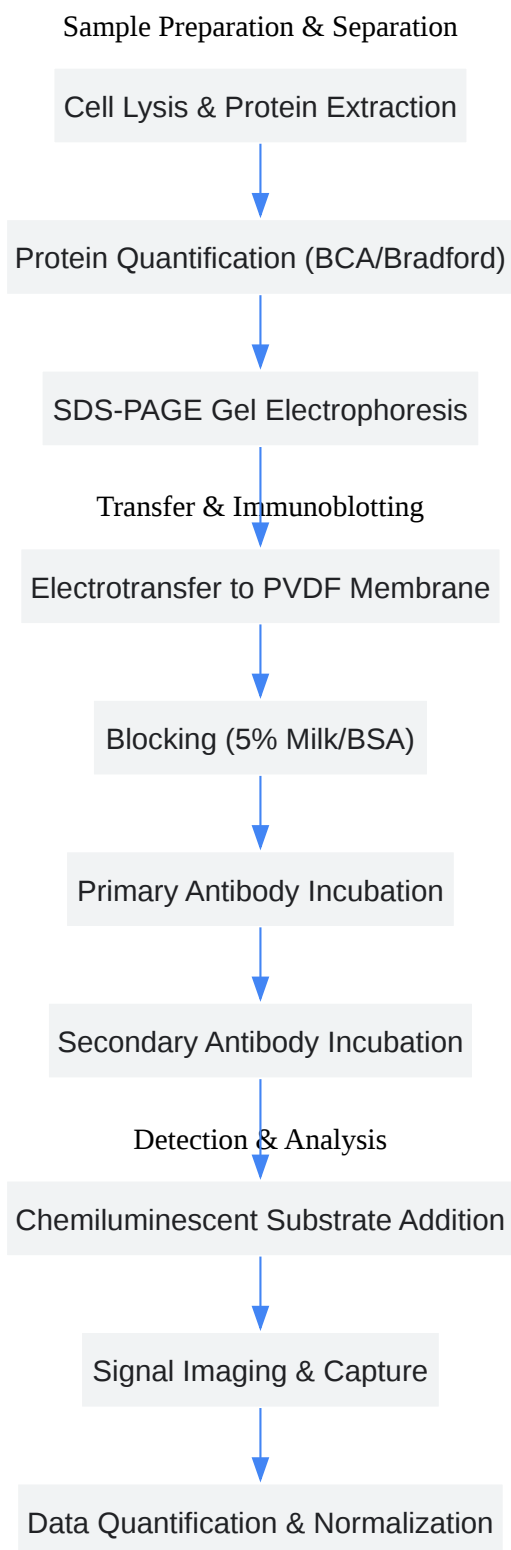 Sample Preparation & Separation
Cell Lysis & Protein Extraction
Protein Quantification (BCA/Bradford)
SDS-PAGE Gel Electrophoresis
Transfer & Immunoblotting
Electrotransfer to PVDF Membrane
Blocking (5% Milk/BSA)
Primary Antibody Incubation
Secondary Antibody Incubation
Detection & Analysis
Chemiluminescent Substrate Addition
Signal Imaging & Capture
Data Quantification & Normalization